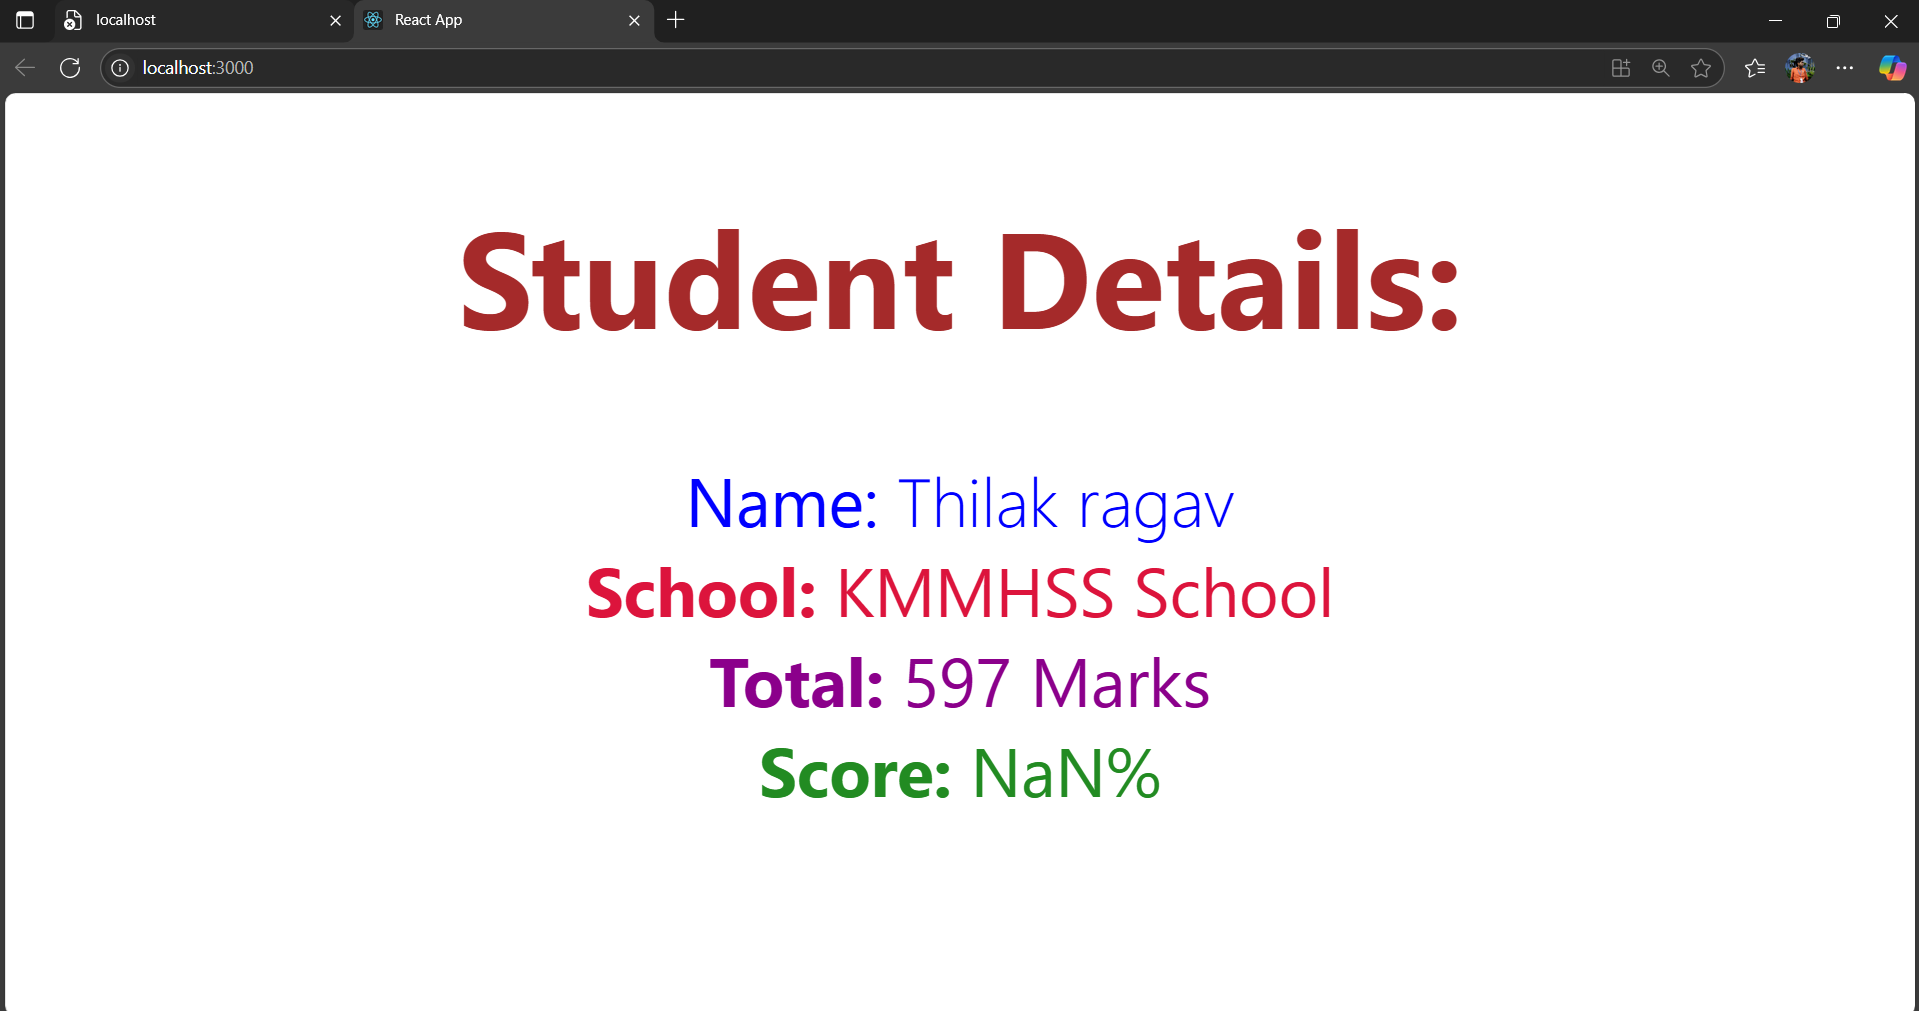 localhost
React App
localhost:3000
Student Details:
Name: Thilak ragav
School: KMMHSS School
Total: 597 Marks
Score: NaN%